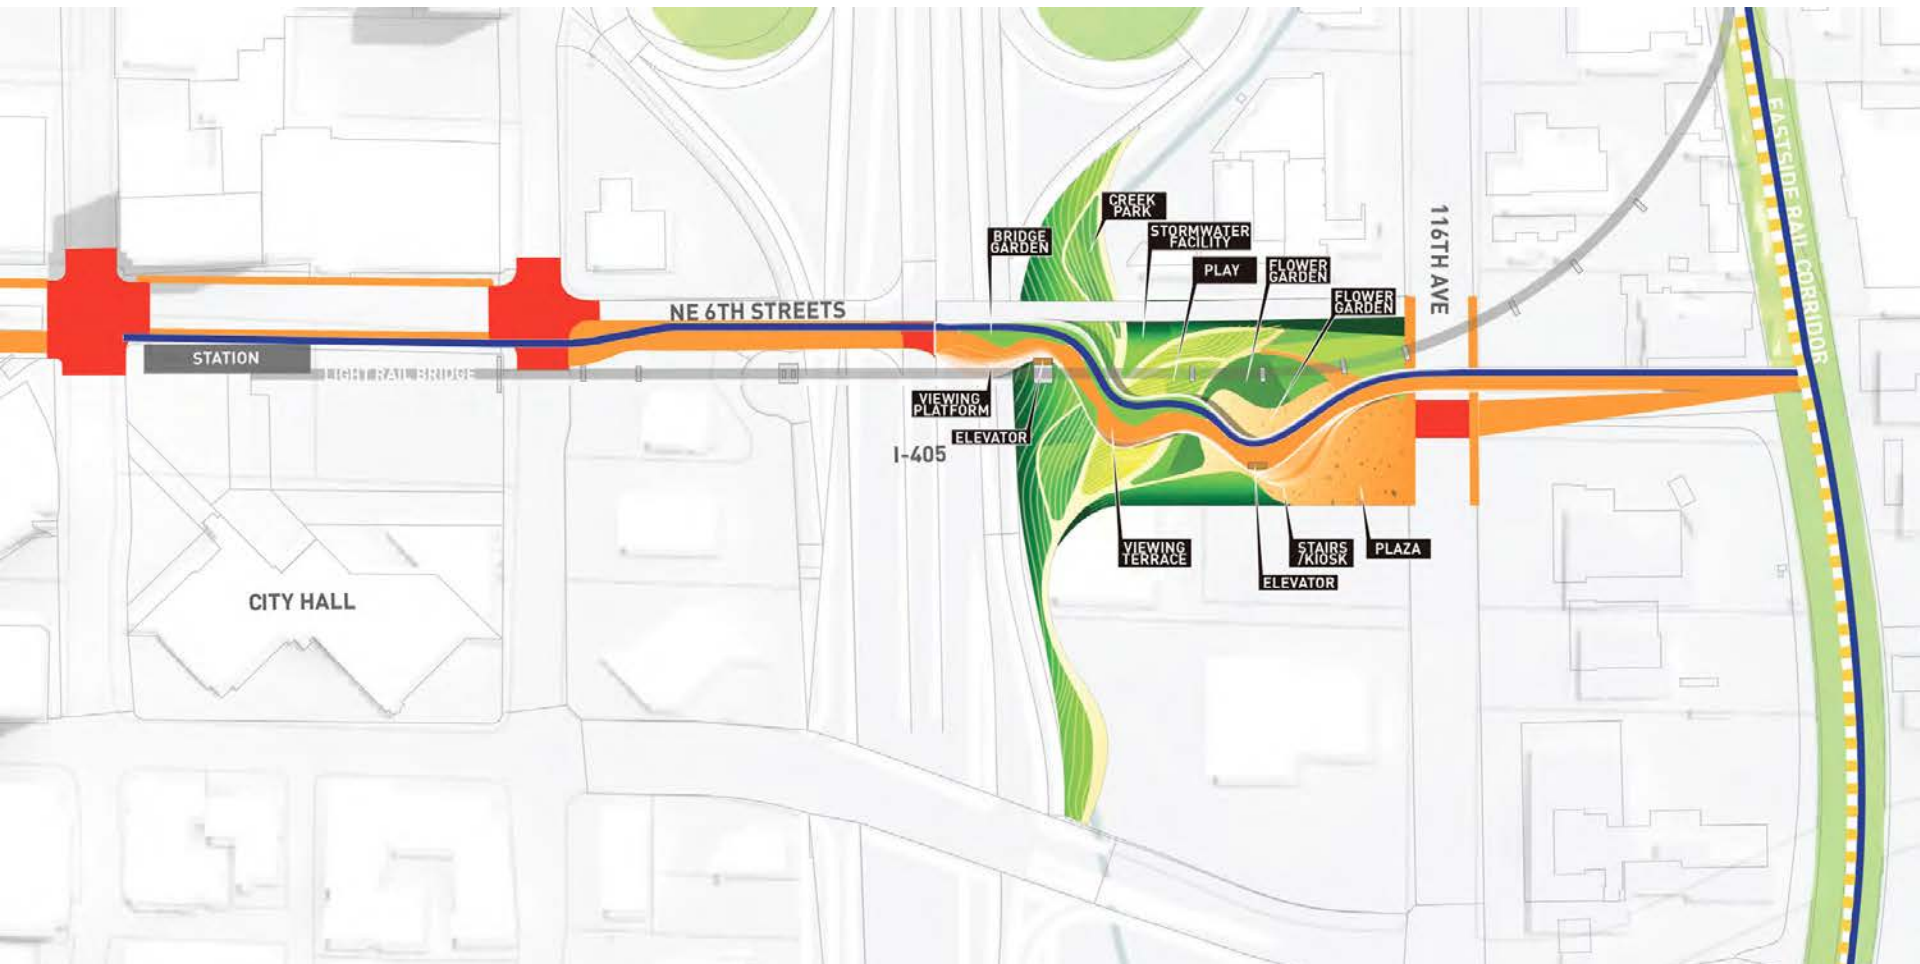 CREEK
PARK
BRIDGE
GARDEN
STORMWATER
FACILITY
PLAY
FLOWER
GARDEN
FLOWER
GARDEN
116TH AVE
EASTSIDE RAIL CORRIDOR
NE 6TH STREETS
STATION
LIGHT RAIL BRIDGE
VIEWING
PLATFORM
ELEVATOR
I-405
VIEWING
TERRACE
STAIRS
/KIOSK
PLAZA
ELEVATOR
CITY HALL